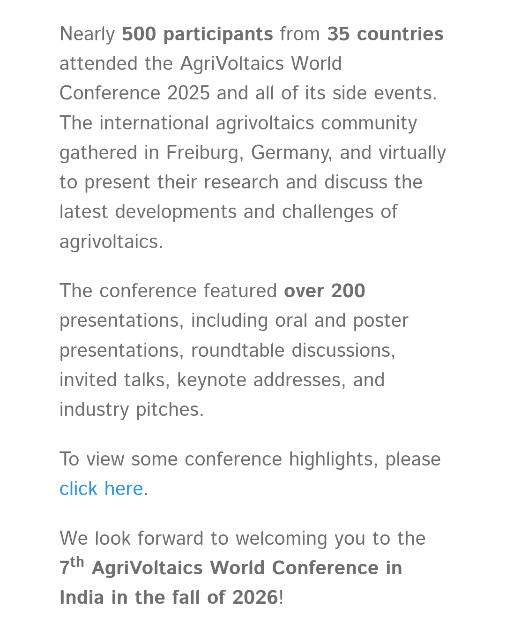 Nearly 500 participants from 35 countries
attended the AgriVoltaics World
Conference 2025 and all of its side events.
The international agrivoltaics community
gathered in Freiburg, Germany, and virtually
to present their research and discuss the
latest developments and challenges of
agrivoltaics.
The conference featured over 200
presentations, including oral and poster
presentations, roundtable discussions,
invited talks, keynote addresses, and
industry pitches.
To view some conference highlights, please
click here.
We look forward to welcoming you to the
7th AgriVoltaics World Conference in
India in the fall of 2026!